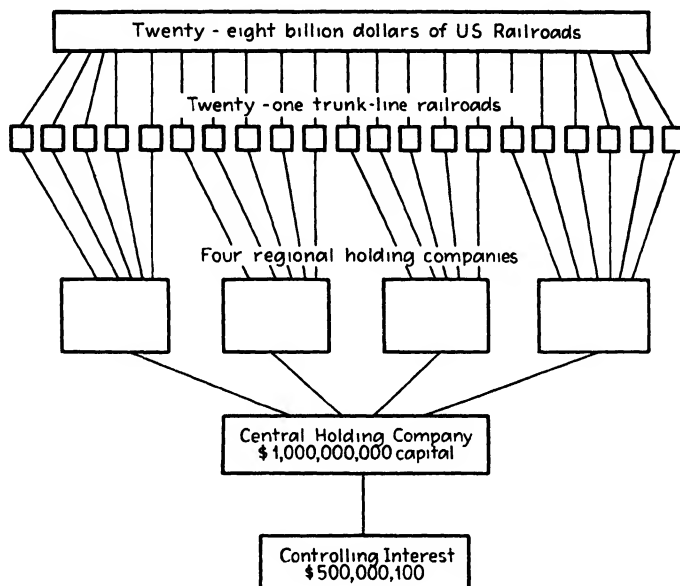 Twenty - eight billion dollars of US Railroads
Twenty - one trunk-line railroads
Four regional holding companies
Central Holding Company
$1,000,000,000 capital
Controlling Interest
$500,000,100